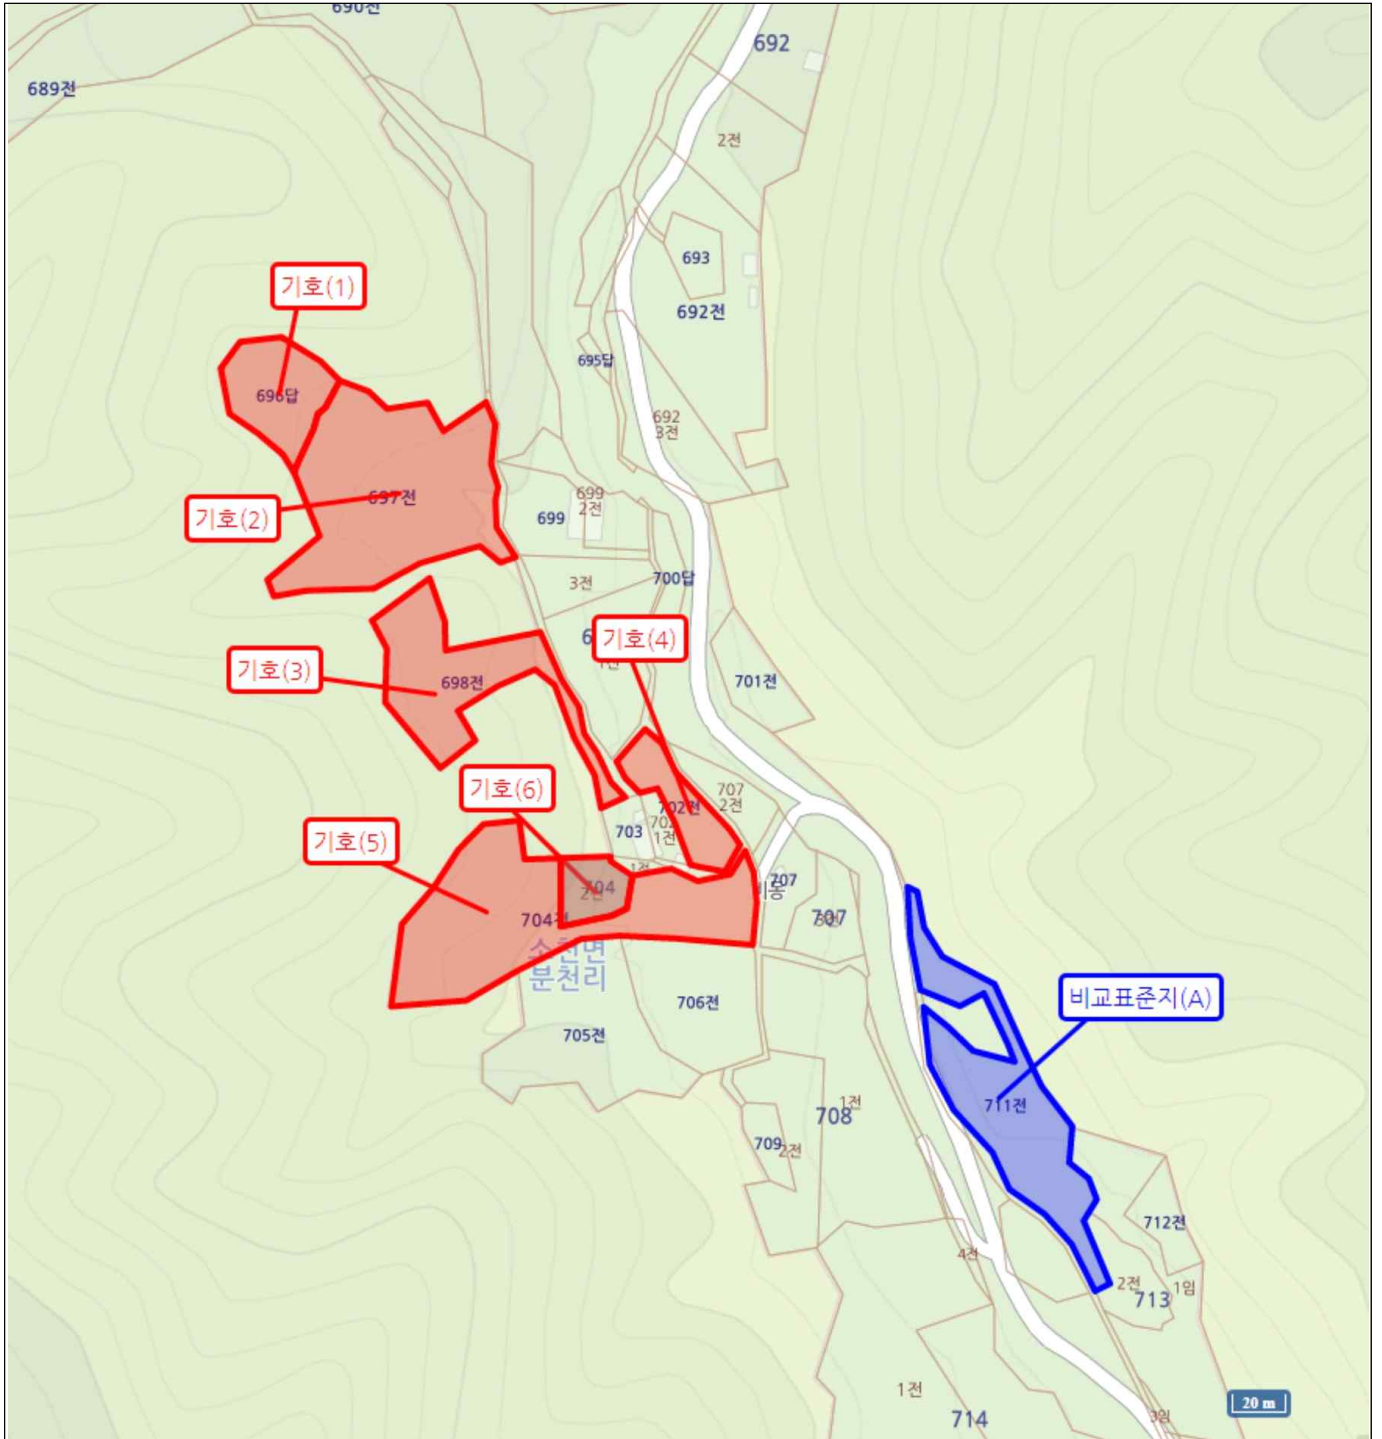 690전
692
689전
2전
693
692전
기호(1)
695답
696답
692
3전
697전
기호(2)
699
699
2전
3전
700답
기호(4)
기호(3)
698전
701전
기호(6)
707
2전
702전
703
1전
기호(5)
1전
704
2전
704전
707
707
소천면
분천리
706전
705전
비교표준지(A)
711전
1전
708
709
2전
712전
4전
2전
1임
713
1전
714
3임
20 m